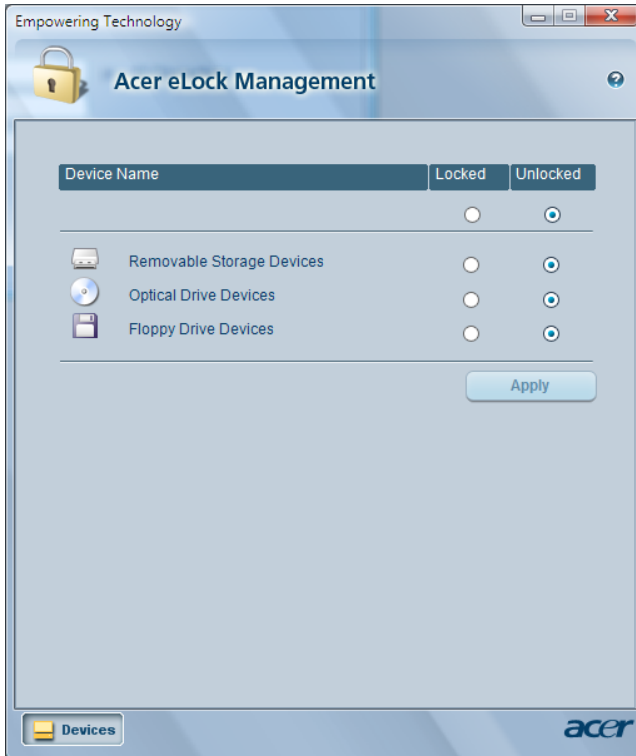 Empowering Technology
Acer eLock Management
Device Name Locked Unlocked
Removable Storage Devices
Optical Drive Devices
Floppy Drive Devices
Apply
Devices
acer